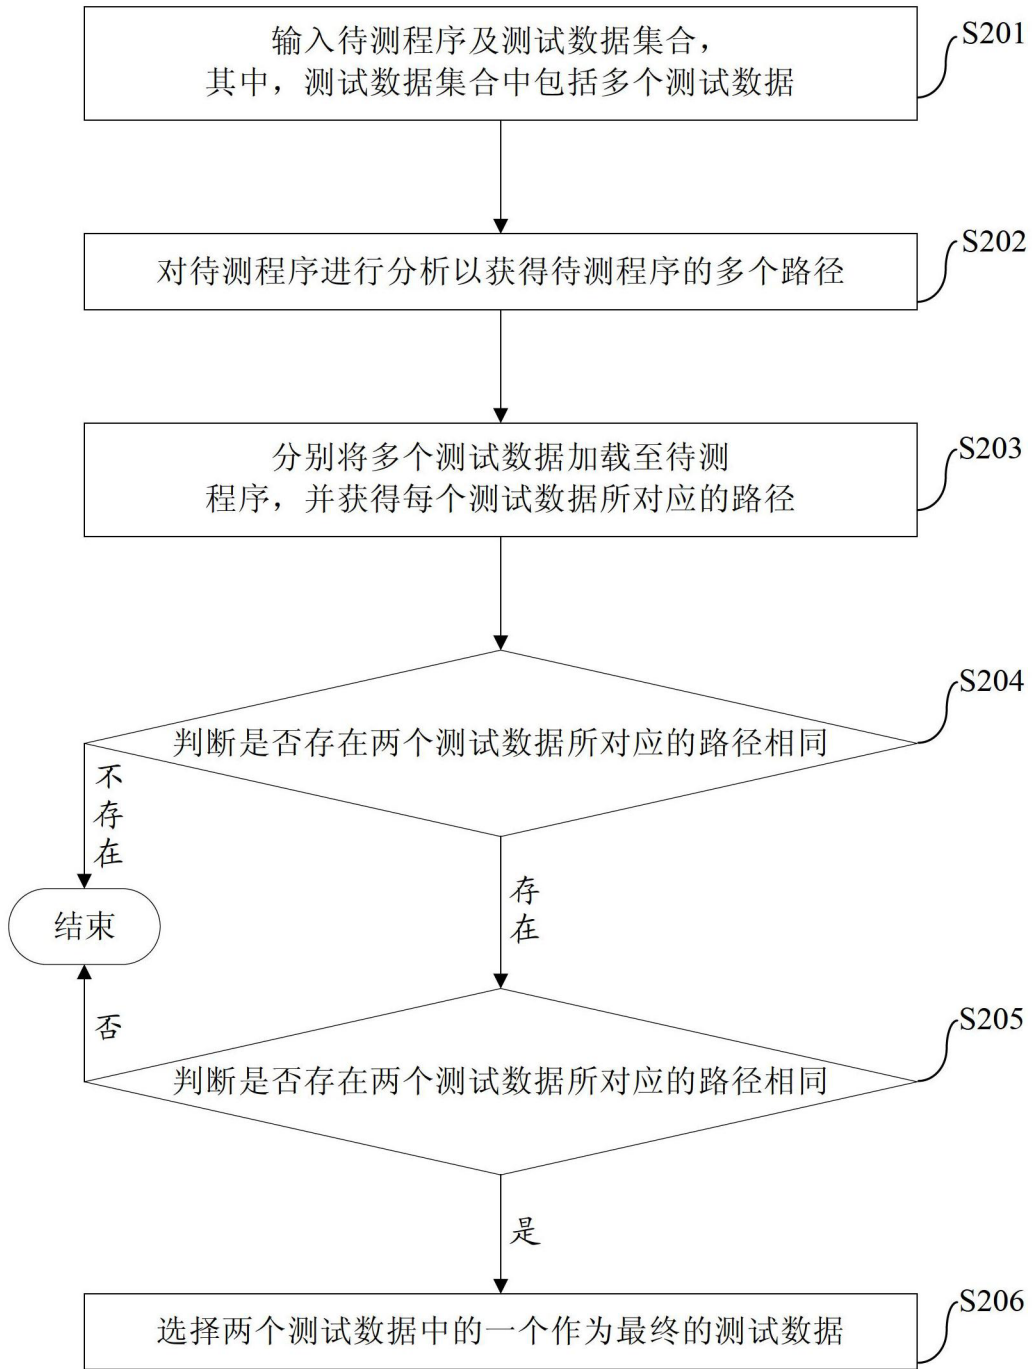 输入待测程序及测试数据集合，
其中，测试数据集合中包括多个测试数据
S201
对待测程序进行分析以获得待测程序的多个路径
S202
分别将多个测试数据加载至待测
程序，并获得每个测试数据所对应的路径
S203
判断是否存在两个测试数据所对应的路径相同
S204
不存在
存在
结束
否
判断是否存在两个测试数据所对应的路径相同
S205
是
选择两个测试数据中的一个作为最终的测试数据
S206